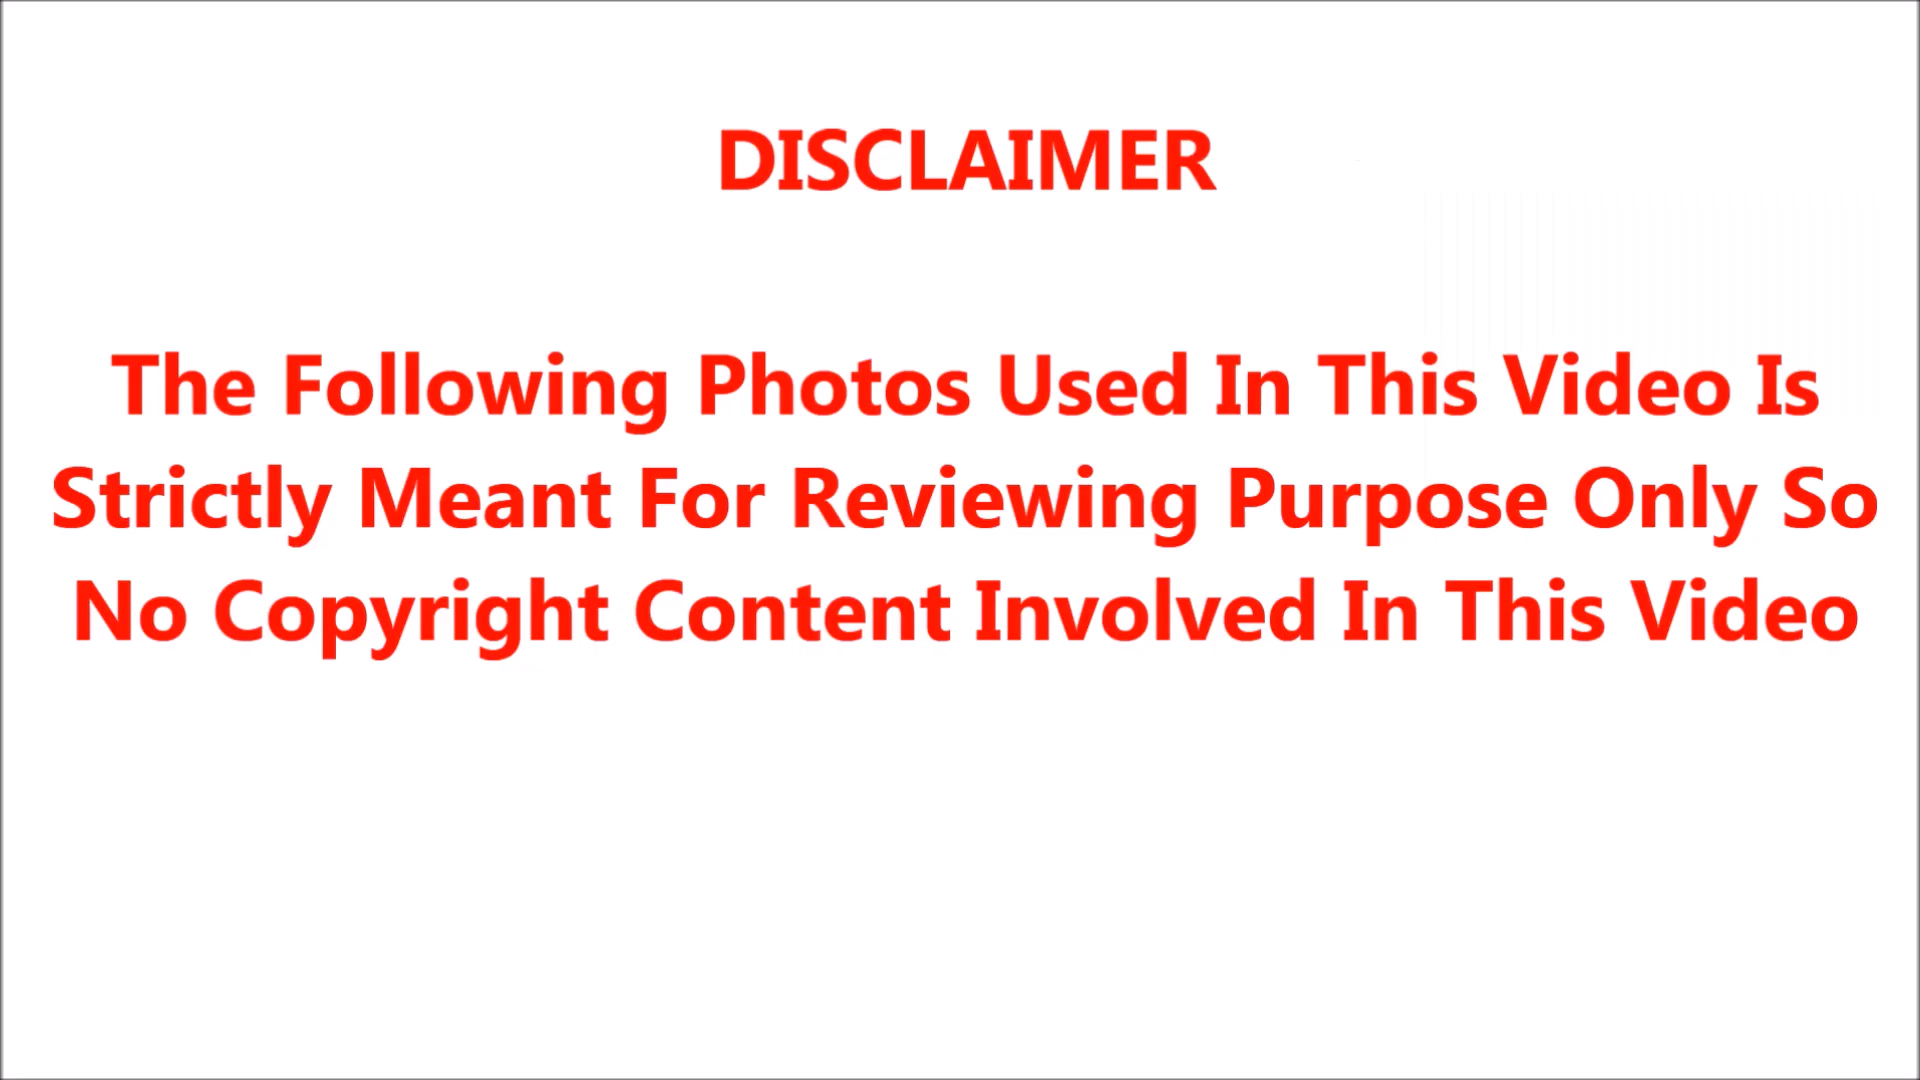 DISCLAIMER
The Following Photos Used In This Video Is
Strictly Meant For Reviewing Purpose Only So
No Copyright Content Involved In This Video